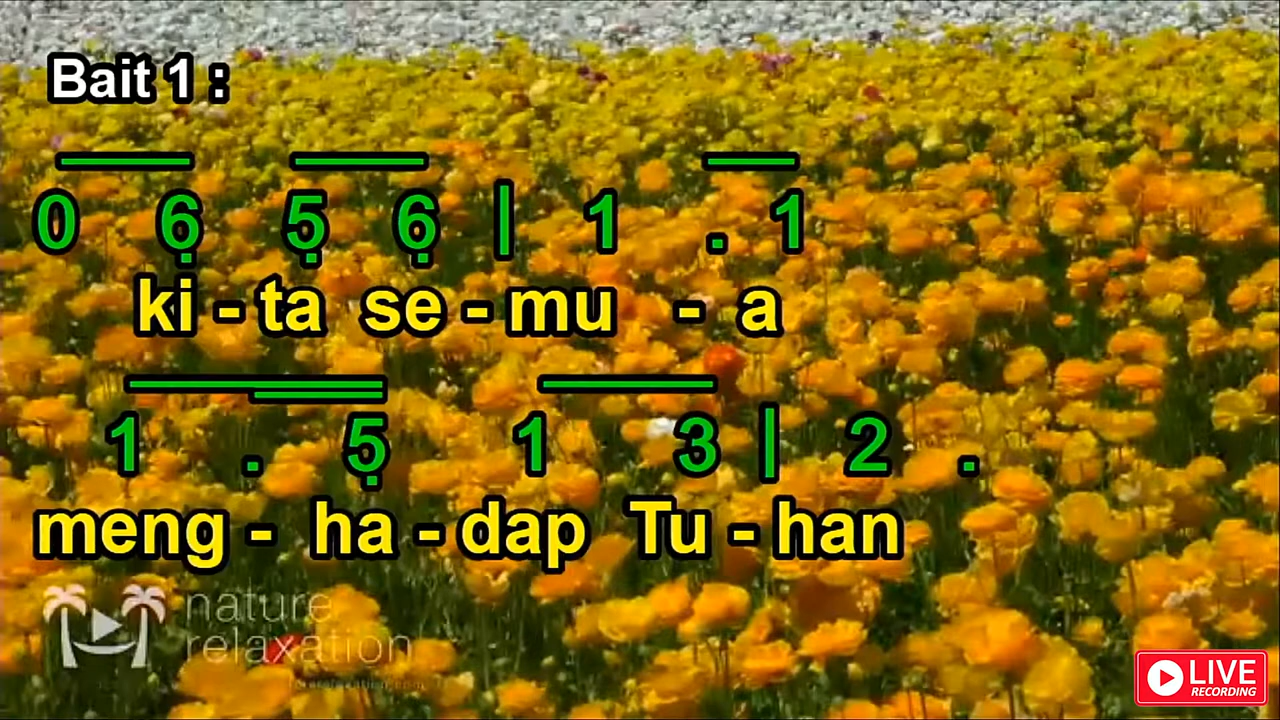 Bait 1 :
0 6̣ 5̣ 6̣ | 1 . 1
ki - ta se - mu - a
1 . 5̣ 1 3 | 2 .
meng - ha - dap Tu - han
nature
relaxation
LIVE
RECORDING